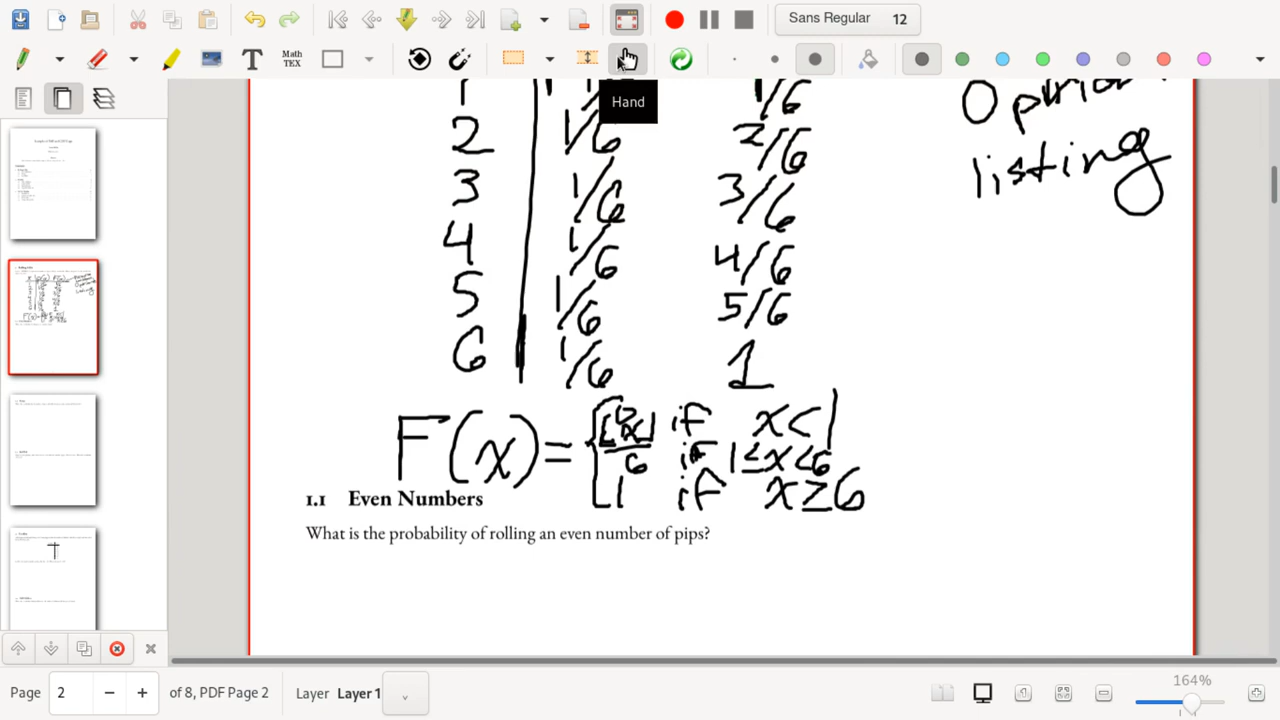 Sans Regular 12
Math
TEX
Hand
1/6
2 1/6 2/6
listing
3 1/6 3/6
4 1/6 4/6
5 1/6 5/6
6 1/6 1
F(x) = { 0 if x<1
⌊x⌋/6 if 1≤x<6
1 if x≥6
1.1 Even Numbers
What is the probability of rolling an even number of pips?
Page 2 of 8, PDF Page 2 Layer Layer 1
164%